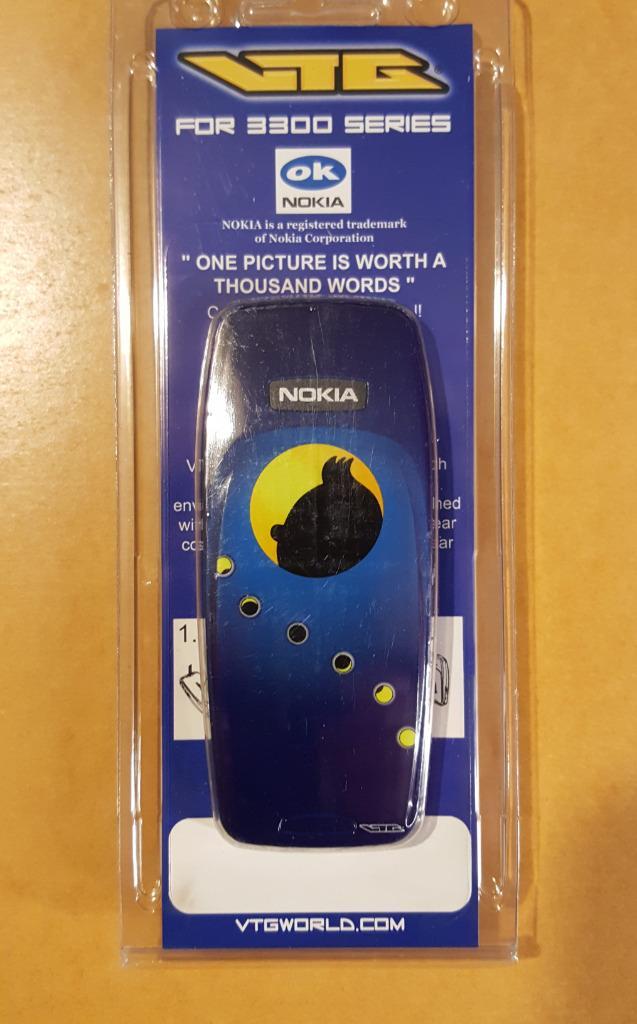 VTG
FOR 3300 SERIES
ok
NOKIA
NOKIA is a registered trademark
of Nokia Corporation
" ONE PICTURE IS WORTH A
THOUSAND WORDS "
NOKIA
1.
VTG
VTGWORLD.COM